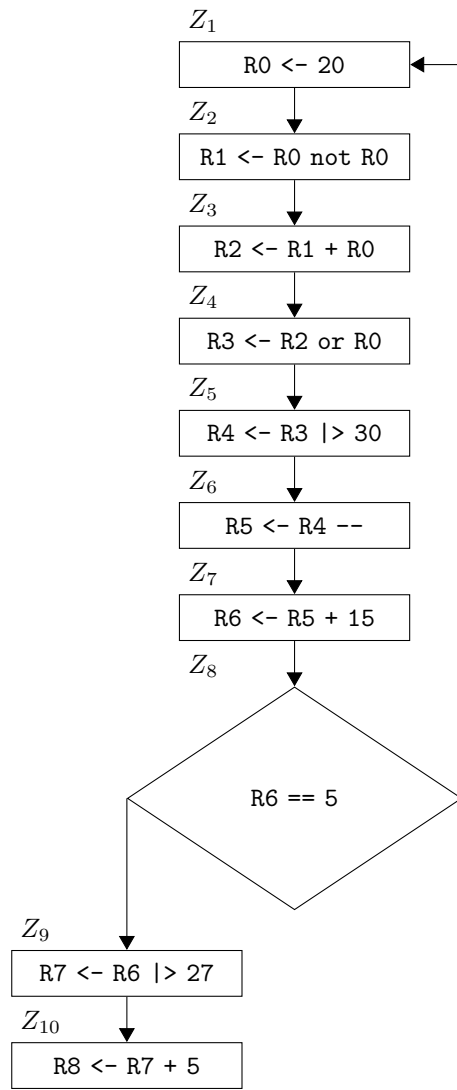 Z1
R0 <- 20
Z2
R1 <- R0 not R0
Z3
R2 <- R1 + R0
Z4
R3 <- R2 or R0
Z5
R4 <- R3 |> 30
Z6
R5 <- R4 --
Z7
R6 <- R5 + 15
Z8
R6 == 5
Z9
R7 <- R6 |> 27
Z10
R8 <- R7 + 5